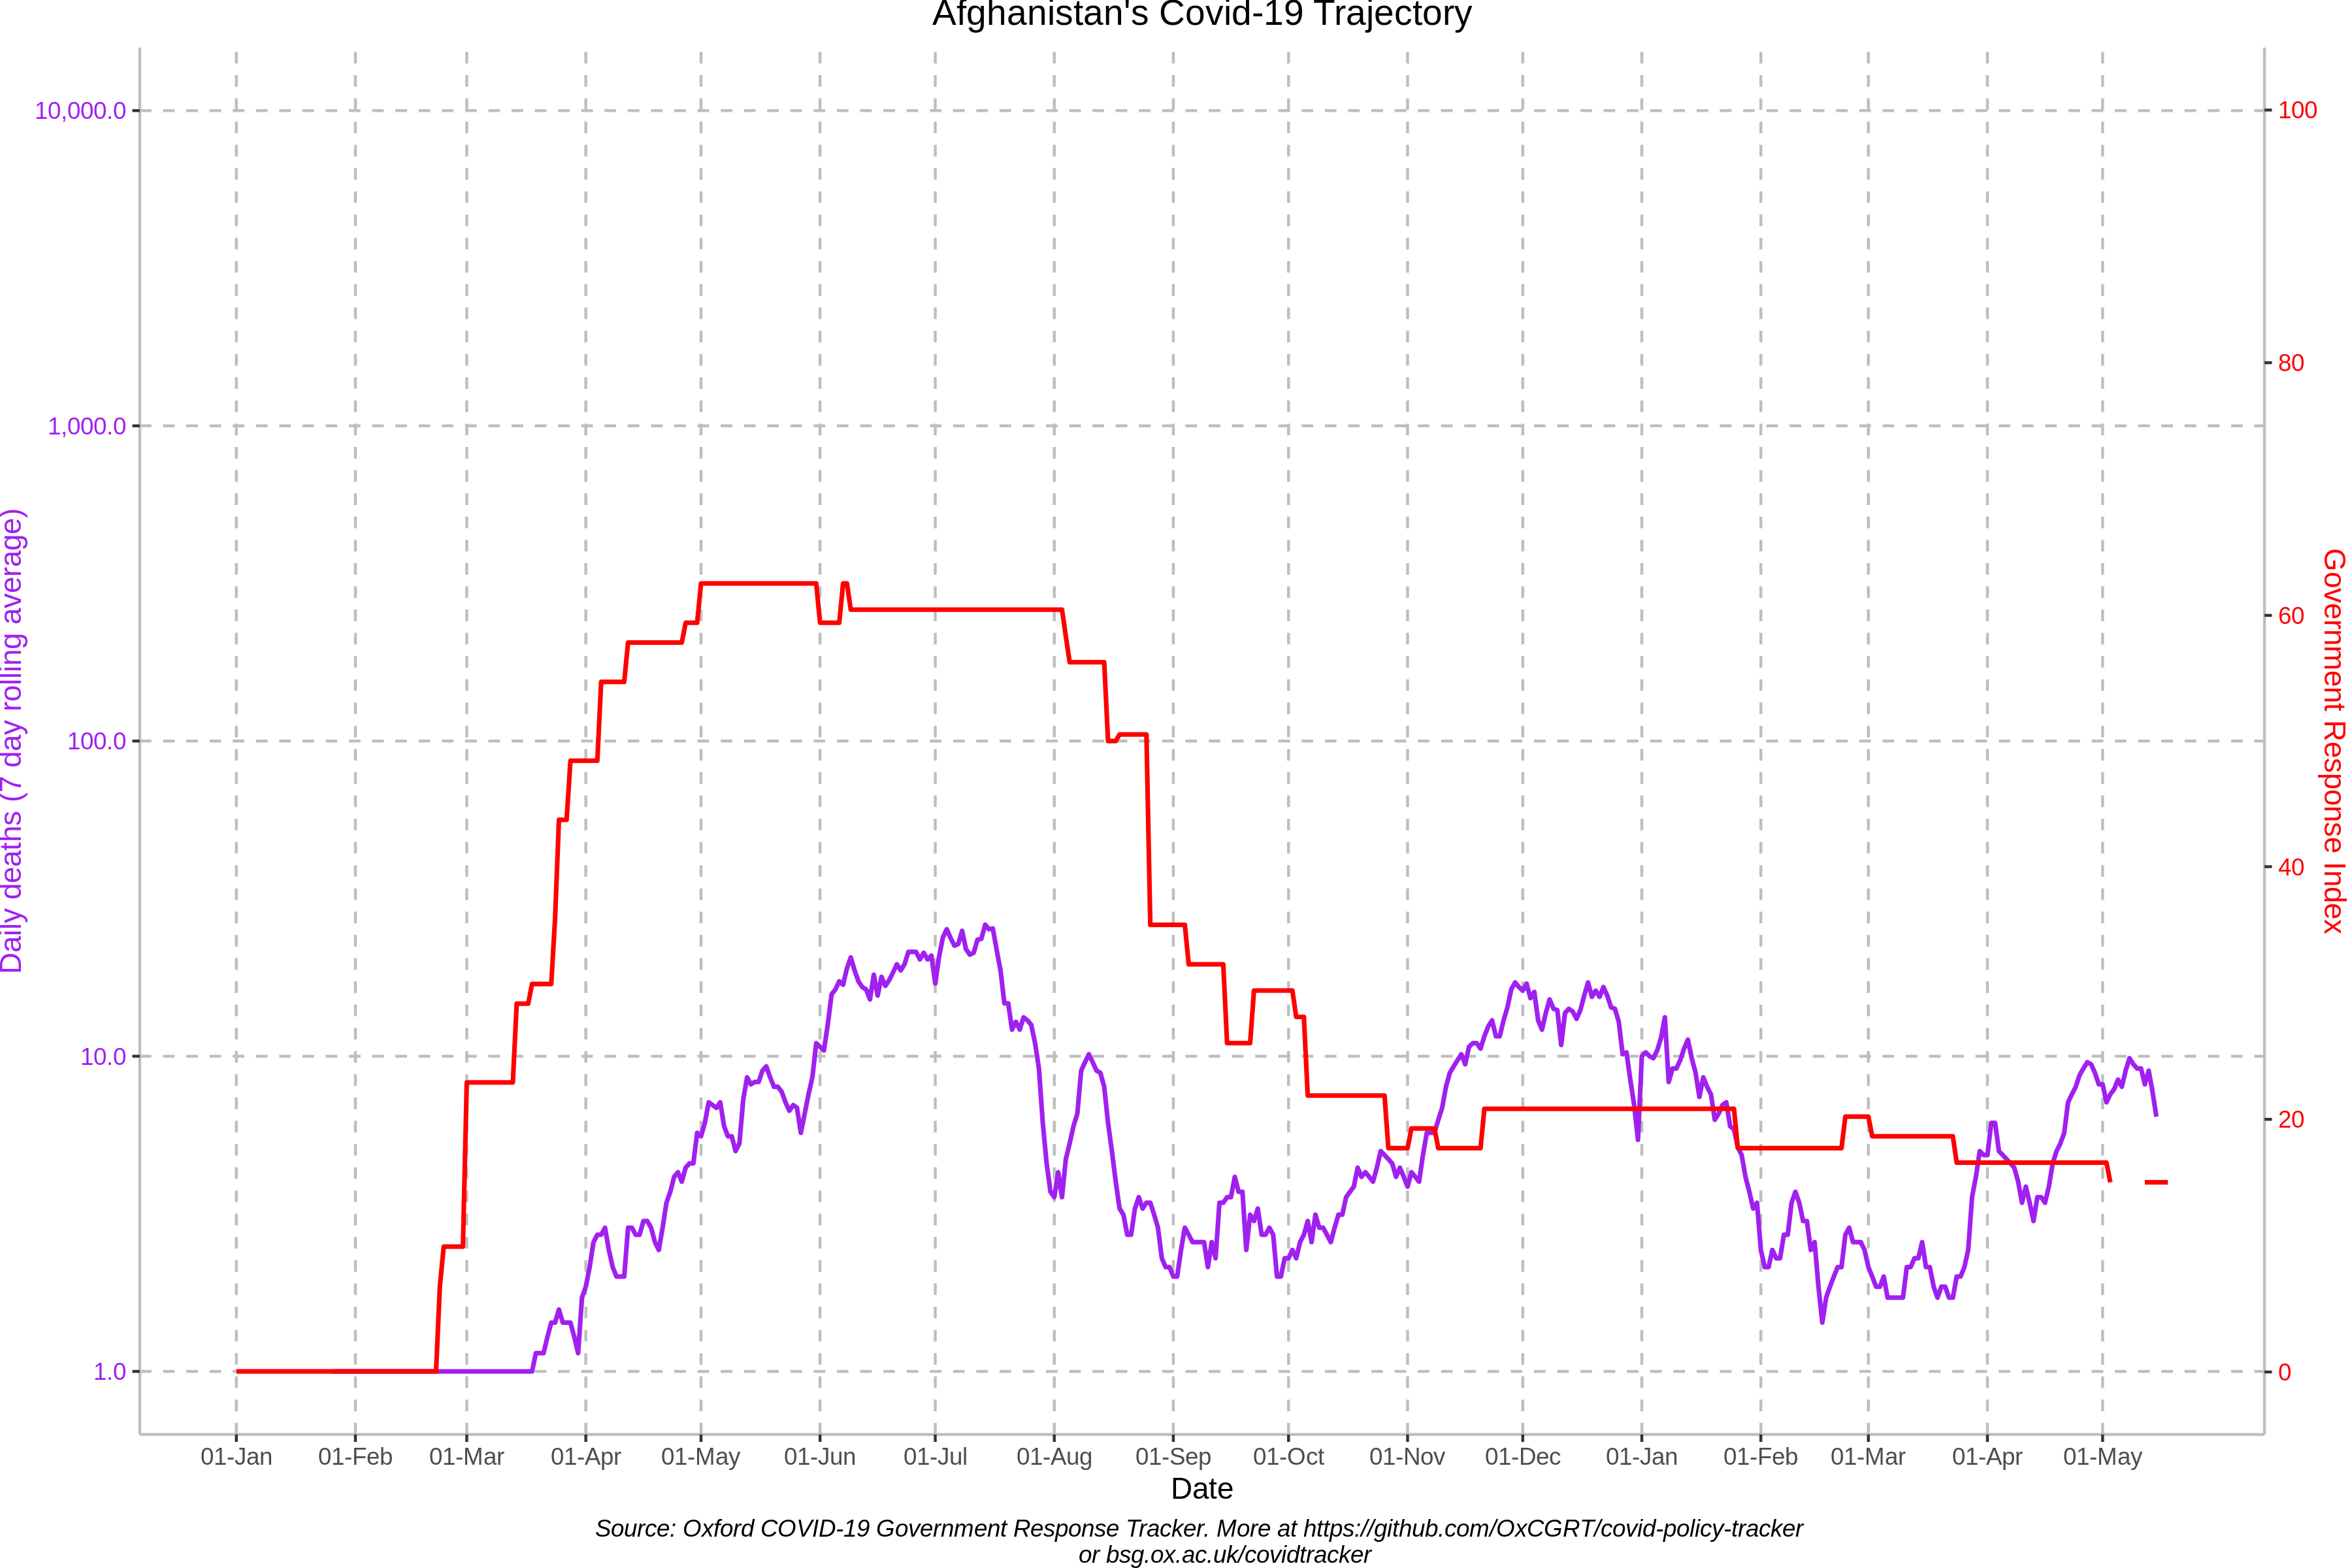 Afghanistan's Covid-19 Trajectory
10,000.0
1,000.0
100.0
10.0
1.0
Daily deaths (7 day rolling average)
100
80
60
40
20
0
Government Response Index
01-Jan 01-Feb 01-Mar 01-Apr 01-May 01-Jun 01-Jul 01-Aug 01-Sep 01-Oct 01-Nov 01-Dec 01-Jan 01-Feb 01-Mar 01-Apr 01-May
Date
Source: Oxford COVID-19 Government Response Tracker. More at https://github.com/OxCGRT/covid-policy-tracker
or bsg.ox.ac.uk/covidtracker